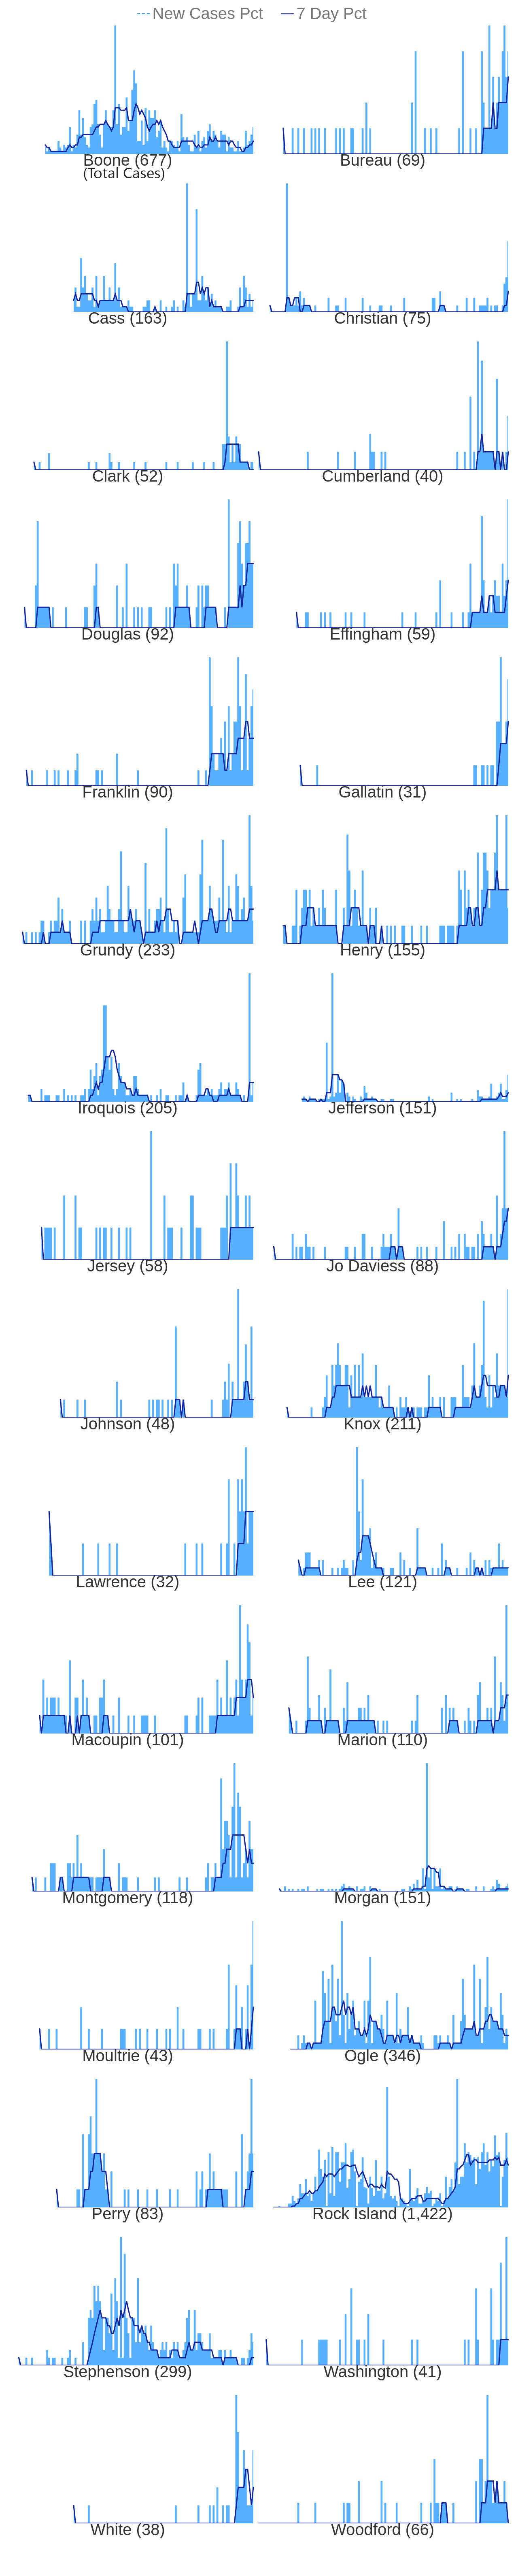 New Cases Pct 7 Day Pct
Boone (677) Bureau (69)
(Total Cases)
Cass (163) Christian (75)
Clark (52) Cumberland (40)
Douglas (92) Effingham (59)
Franklin (90) Gallatin (31)
Grundy (233) Henry (155)
Iroquois (205) Jefferson (151)
Jersey (58) Jo Daviess (88)
Johnson (48) Knox (211)
Lawrence (32) Lee (121)
Macoupin (101) Marion (110)
Montgomery (118) Morgan (151)
Moultrie (43) Ogle (346)
Perry (83) Rock Island (1,422)
Stephenson (299) Washington (41)
White (38) Woodford (66)